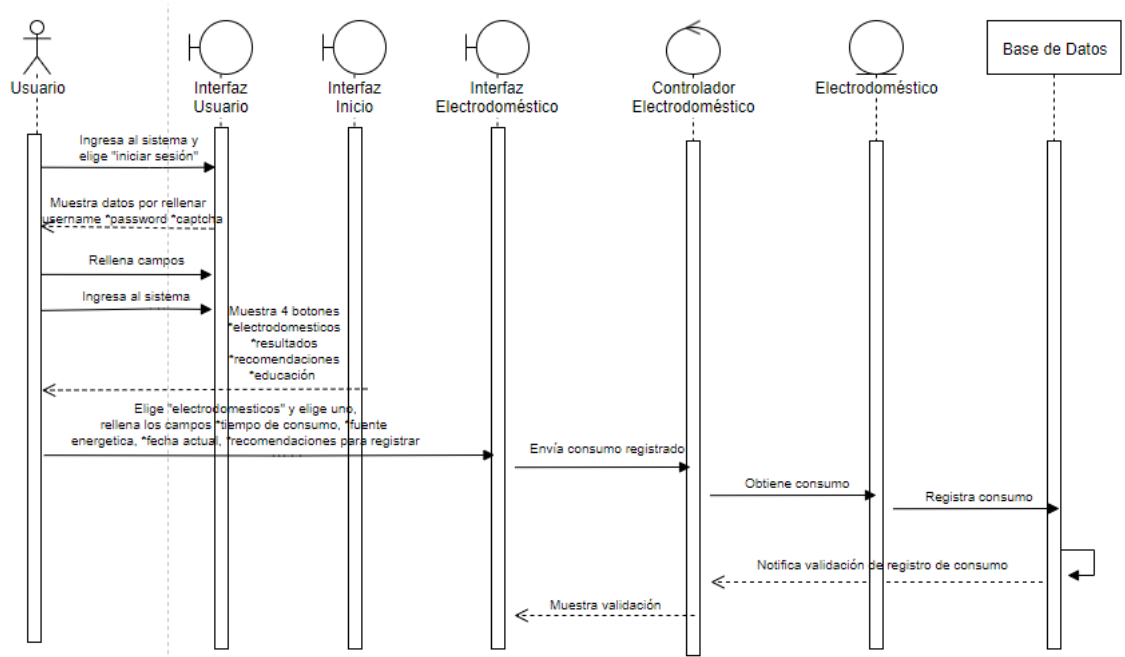 Usuario
Interfaz
Usuario
Interfaz
Inicio
Interfaz
Electrodoméstico
Controlador
Electrodoméstico
Electrodoméstico
Base de Datos
Ingresa al sistema y
elige "iniciar sesión"
Muestra datos por rellenar
username *password *captcha
Rellena campos
Ingresa al sistema
Muestra 4 botones
*electrodomesticos
*resultados
*recomendaciones
*educación
Elige "electrodomesticos" y elige uno,
rellena los campos *tiempo de consumo, *fuente
energetica, *fecha actual, *recomendaciones para registrar
Envía consumo registrado
Obtiene consumo
Registra consumo
Notifica validación de registro de consumo
Muestra validación